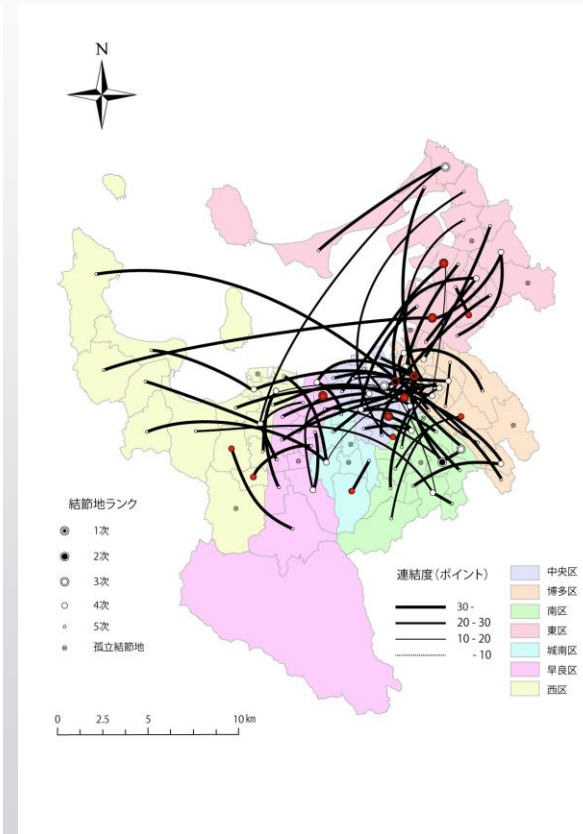 N
結節地ランク
1次
2次
3次
4次
5次
孤立結節地
0 2.5 5 10 km
連結度(ポイント)
30 -
20 - 30
10 - 20
- 10
中央区
博多区
南区
東区
城南区
早良区
西区